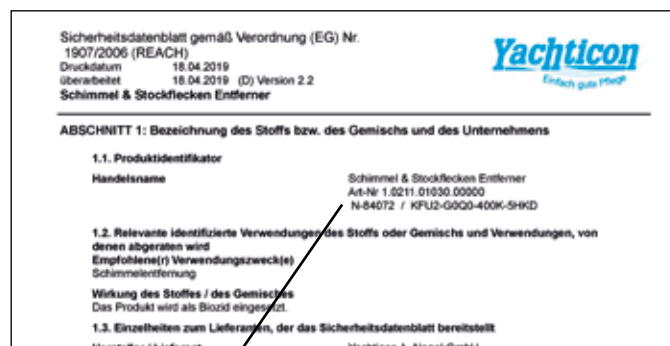 Sicherheitsdatenblatt gemäß Verordnung (EG) Nr.
1907/2006 (REACH)
Druckdatum 18.04.2019
überarbeitet 18.04.2019 (D) Version 2.2
Schimmel & Stockflecken Entferner
Yachticon
Einfach gute Pflege
ABSCHNITT 1: Bezeichnung des Stoffs bzw. des Gemischs und des Unternehmens
1.1. Produktidentifikator
Handelsname Schimmel & Stockflecken Entferner
Art-Nr 1.0211.01030.00000
N-84072 / KFU2-G0Q0-400K-5HKD
1.2. Relevante identifizierte Verwendungen des Stoffs oder Gemischs und Verwendungen, von
denen abgeraten wird
Empfohlene(r) Verwendungszweck(e)
Schimmelentfernung
Wirkung des Stoffes / des Gemisches
Das Produkt wird als Biozid eingesetzt.
1.3. Einzelheiten zum Lieferanten, der das Sicherheitsdatenblatt bereitstellt